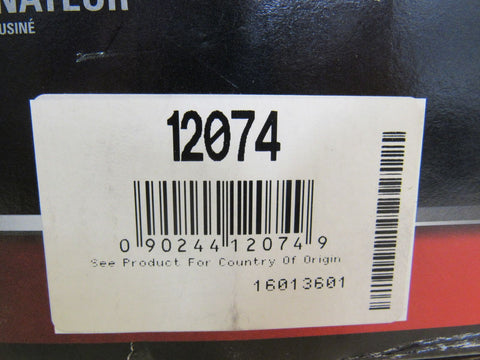 NATEUR
USINÉ
12074
0 90244 12074 9
See Product For Country Of Origin
16013601